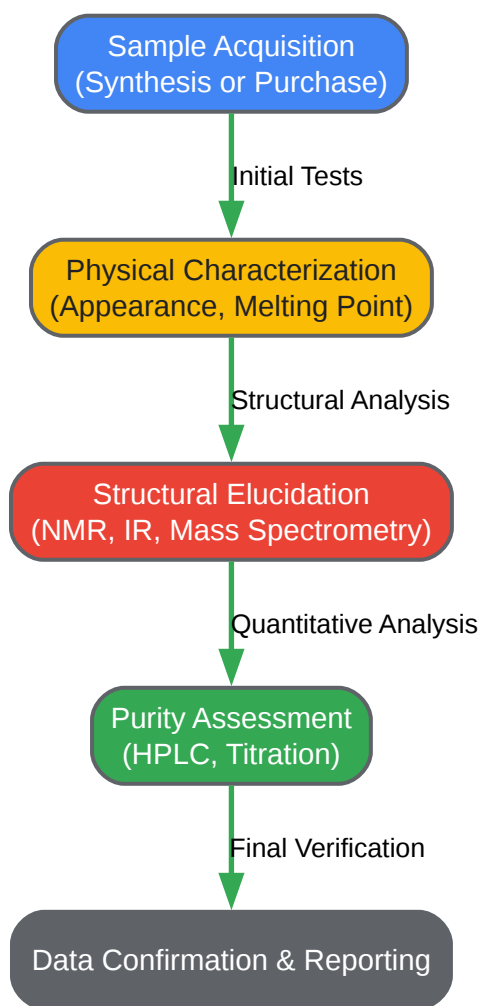 Sample Acquisition
(Synthesis or Purchase)
Initial Tests
Physical Characterization
(Appearance, Melting Point)
Structural Analysis
Structural Elucidation
(NMR, IR, Mass Spectrometry)
Quantitative Analysis
Purity Assessment
(HPLC, Titration)
Final Verification
Data Confirmation & Reporting